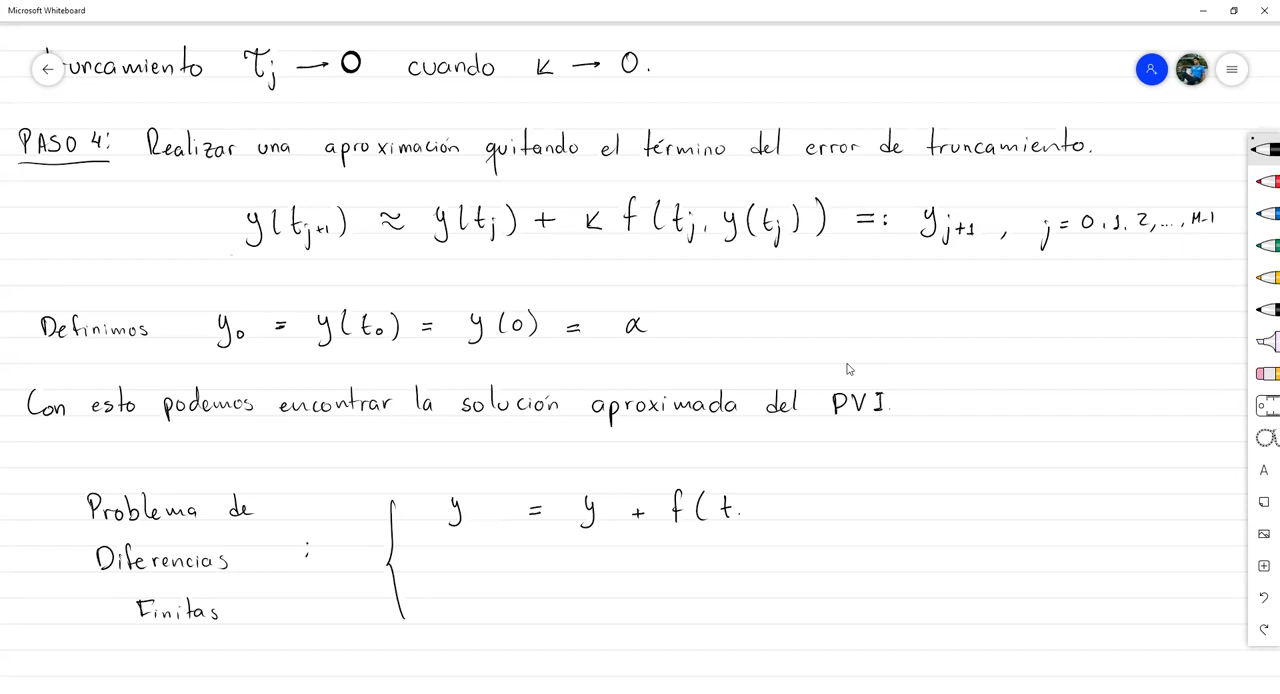 Microsoft Whiteboard
truncamiento τⱼ → 0 cuando k → 0.
PASO 4: Realizar una aproximación quitando el término del error de truncamiento.
y(tⱼ₊₁) ≈ y(tⱼ) + k f(tⱼ, y(tⱼ)) =: yⱼ₊₁ , j = 0, 1, 2, ..., M-1
Definimos y₀ = y(t₀) = y(0) = α
Con esto podemos encontrar la solución aproximada del PVI.
Problema de
Diferencias :
Finitas
{ y = y + f(t.
A